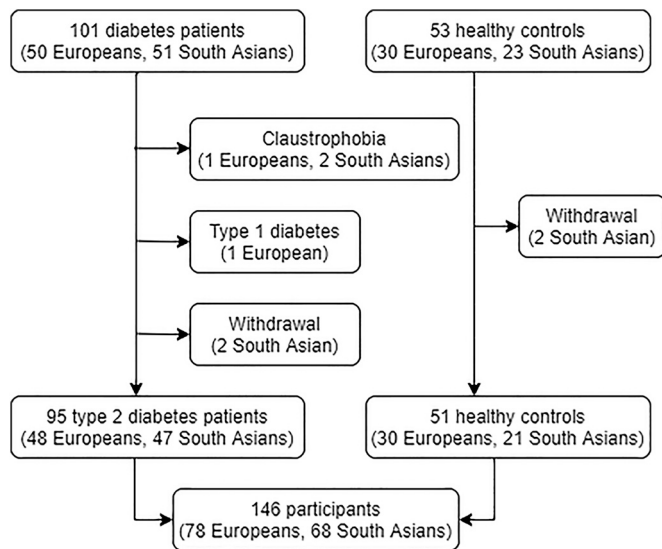 101 diabetes patients
(50 Europeans, 51 South Asians)
53 healthy controls
(30 Europeans, 23 South Asians)
Claustrophobia
(1 Europeans, 2 South Asians)
Type 1 diabetes
(1 European)
Withdrawal
(2 South Asian)
Withdrawal
(2 South Asian)
95 type 2 diabetes patients
(48 Europeans, 47 South Asians)
51 healthy controls
(30 Europeans, 21 South Asians)
146 participants
(78 Europeans, 68 South Asians)